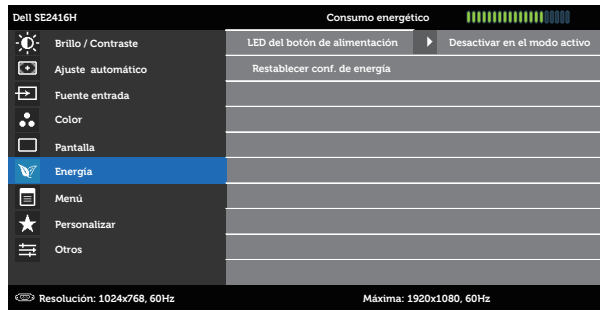 Dell SE2416H Consumo energético
Brillo / Contraste LED del botón de alimentación Desactivar en el modo activo
Ajuste automático Restablecer conf. de energía
Fuente entrada
Color
Pantalla
Energía
Menú
Personalizar
Otros
Resolución: 1024x768, 60Hz Máxima: 1920x1080, 60Hz